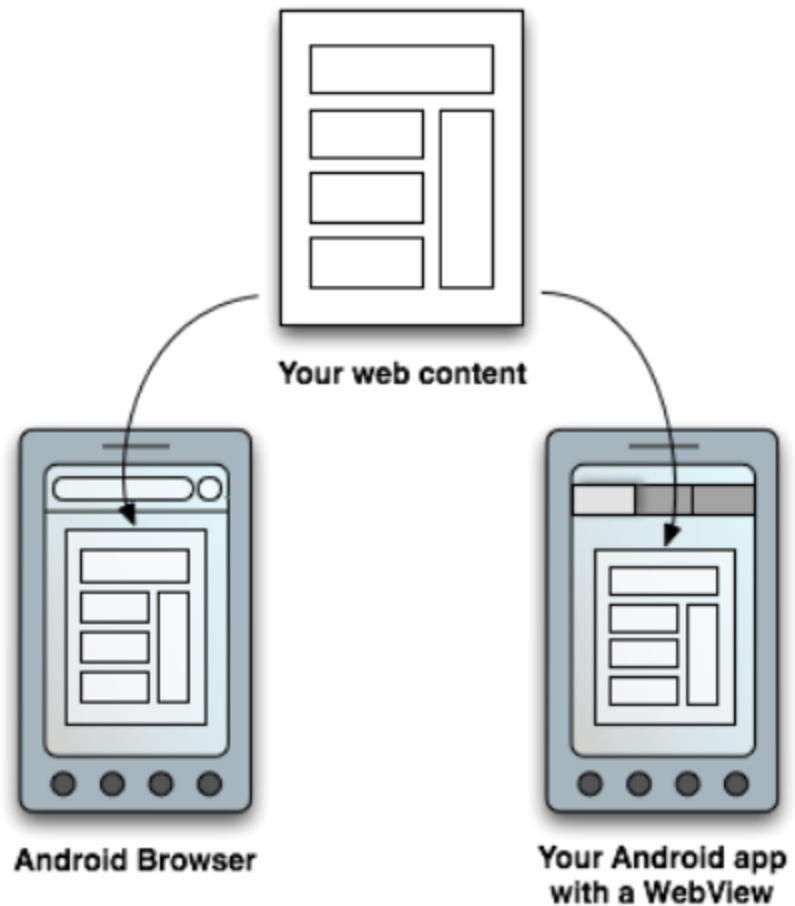 Your web content
Android Browser
Your Android app
with a WebView